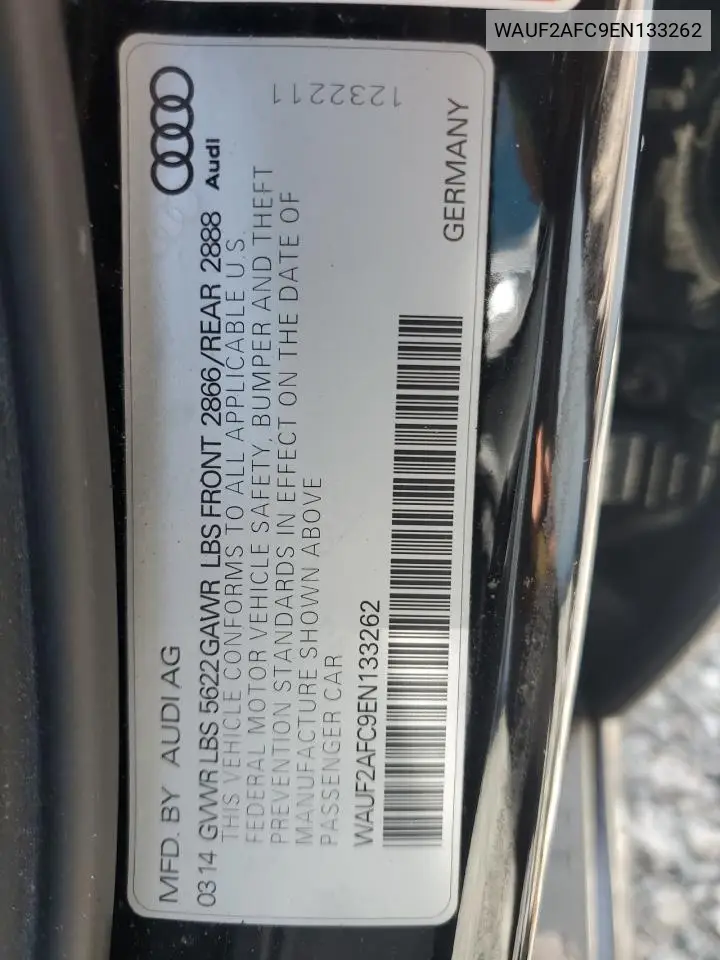 WAUF2AFC9EN133262
MFD. BY AUDI AG
Audi
03 14 GVWR LBS 5622 GAWR LBS FRONT 2866/REAR 2888
THIS VEHICLE CONFORMS TO ALL APPLICABLE U.S.
FEDERAL MOTOR VEHICLE SAFETY, BUMPER AND THEFT
PREVENTION STANDARDS IN EFFECT ON THE DATE OF
MANUFACTURE SHOWN ABOVE
PASSENGER CAR
1232211
WAUF2AFC9EN133262
GERMANY